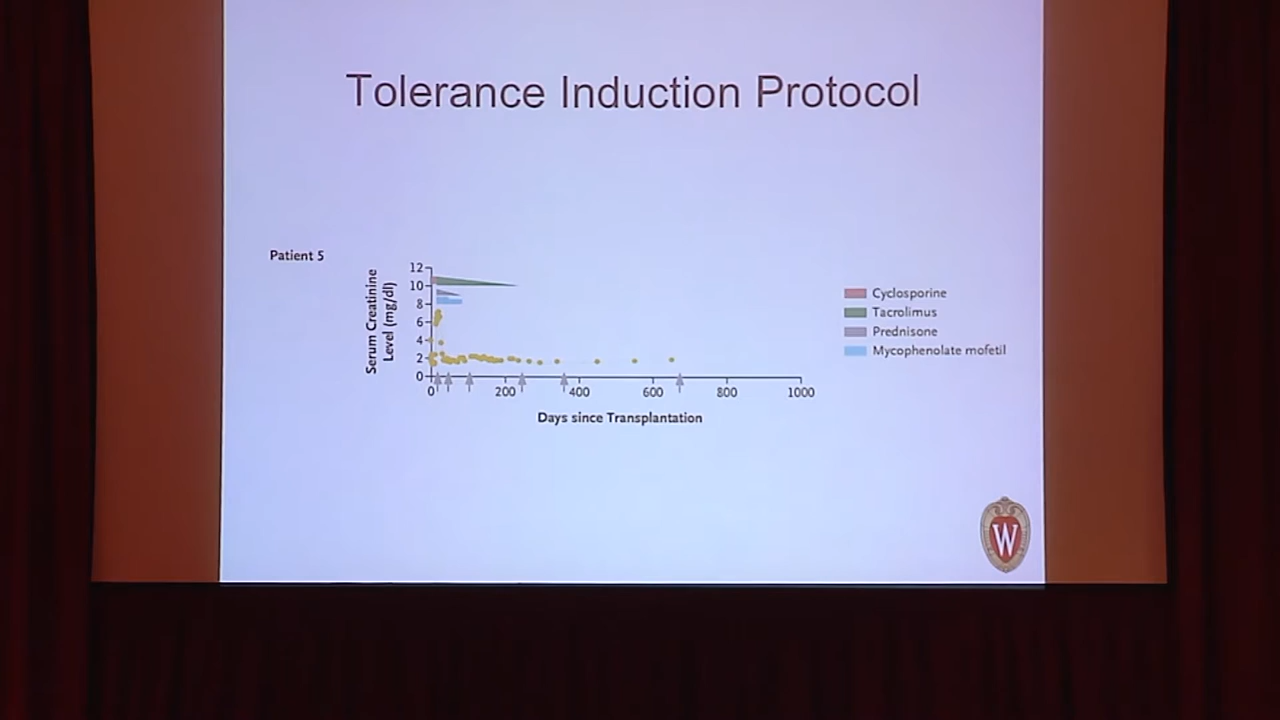 Tolerance Induction Protocol
Patient 5
Serum Creatinine
Level (mg/dl)
12
10
8
6
4
2
0
0
200
400
600
800
1000
Days since Transplantation
Cyclosporine
Tacrolimus
Prednisone
Mycophenolate mofetil
W